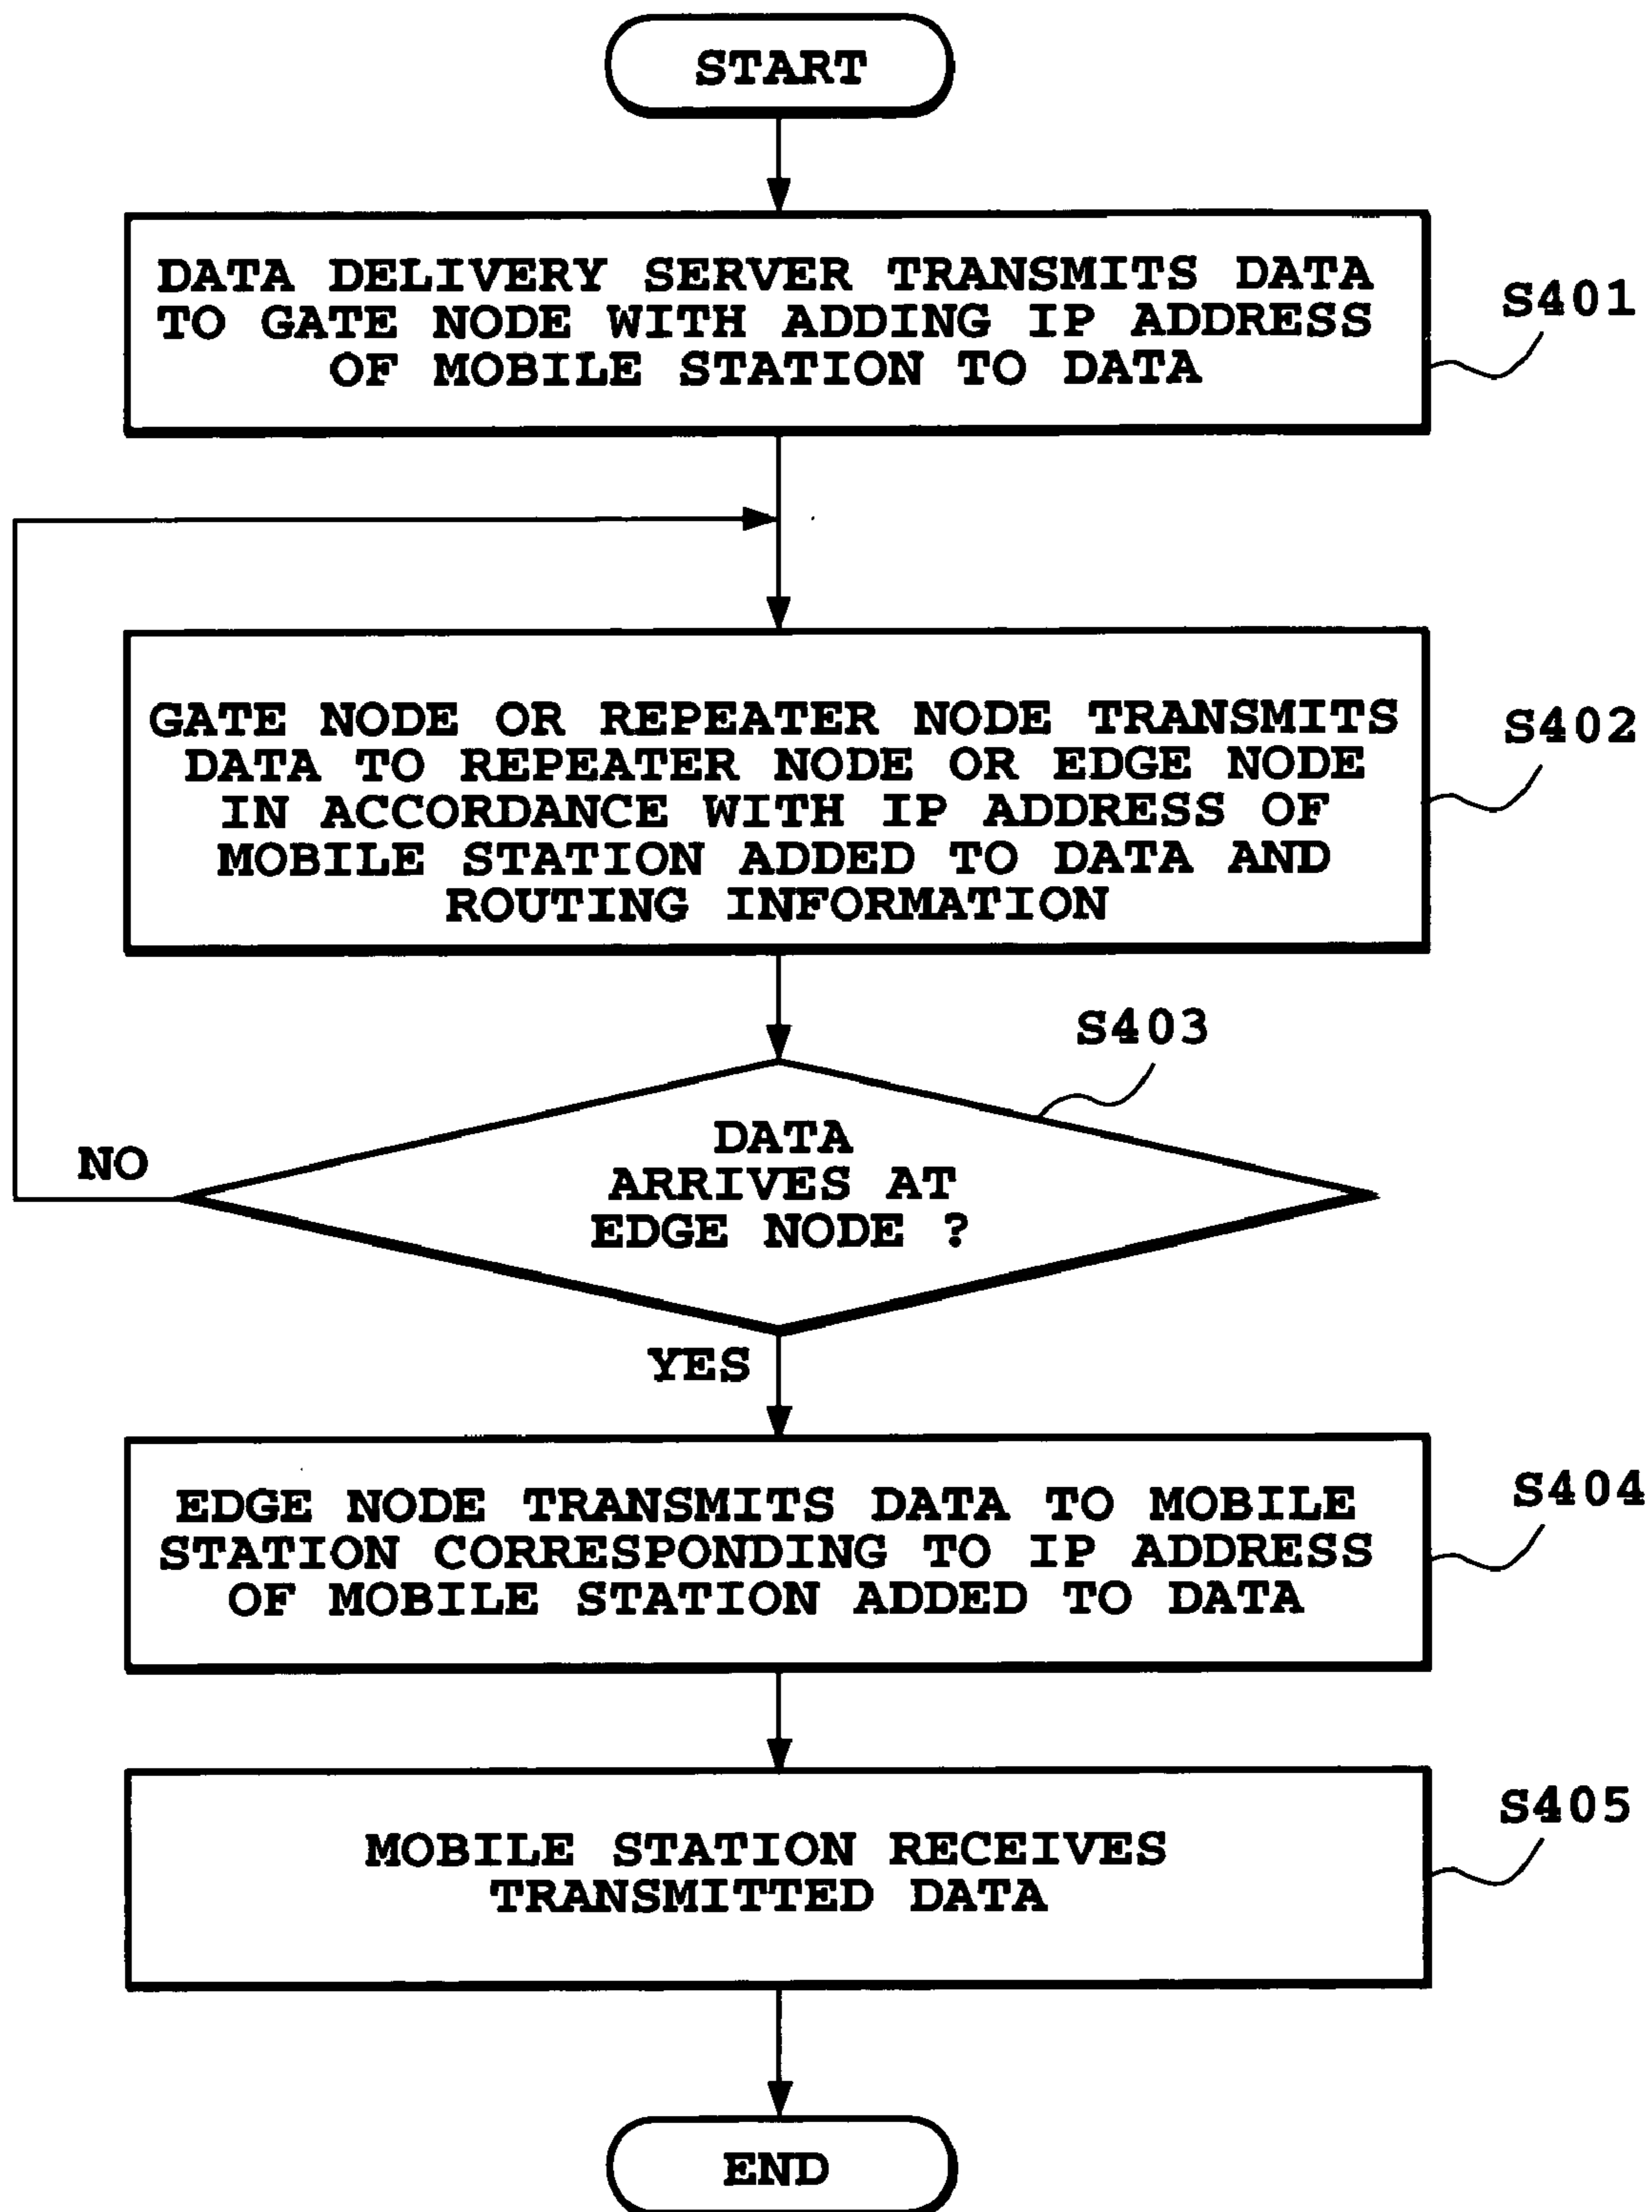 START
DATA DELIVERY SERVER TRANSMITS DATA
TO GATE NODE WITH ADDING IP ADDRESS
OF MOBILE STATION TO DATA
S401
GATE NODE OR REPEATER NODE TRANSMITS
DATA TO REPEATER NODE OR EDGE NODE
IN ACCORDANCE WITH IP ADDRESS OF
MOBILE STATION ADDED TO DATA AND
ROUTING INFORMATION
S402
S403
DATA
ARRIVES AT
EDGE NODE ?
NO
YES
EDGE NODE TRANSMITS DATA TO MOBILE
STATION CORRESPONDING TO IP ADDRESS
OF MOBILE STATION ADDED TO DATA
S404
MOBILE STATION RECEIVES
TRANSMITTED DATA
S405
END